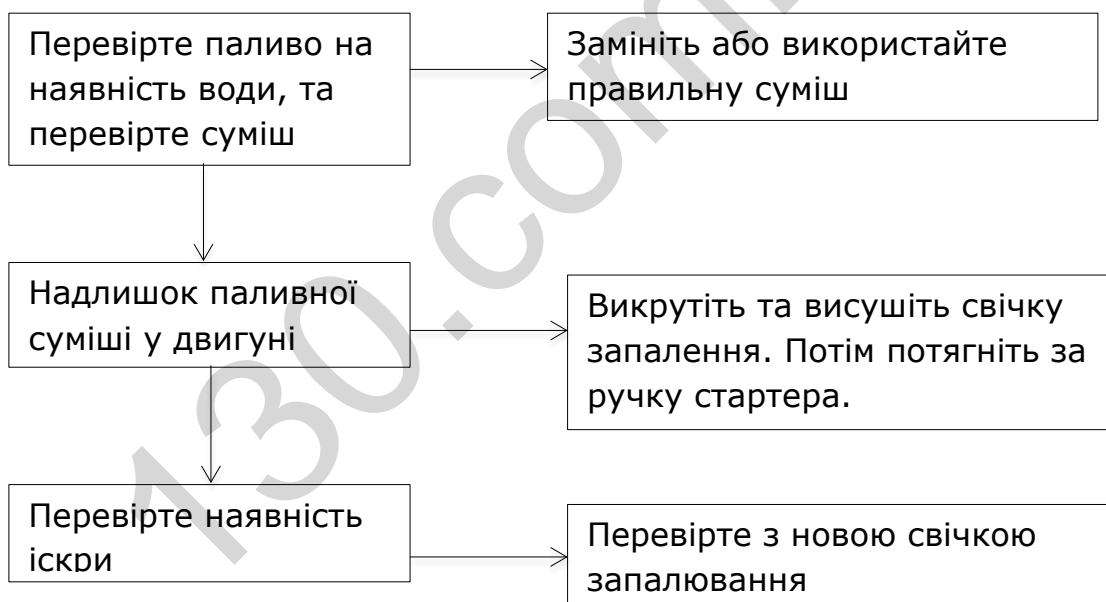 Перевірте паливо на
наявність води, та
перевірте суміш
Замініть або використайте
правильну суміш
Надлишок паливної
суміші у двигуні
Викрутіть та висушіть свічку
запалення. Потім потягніть за
ручку стартера.
Перевірте наявність
іскри
Перевірте з новою свічкою
запалювання
130.com